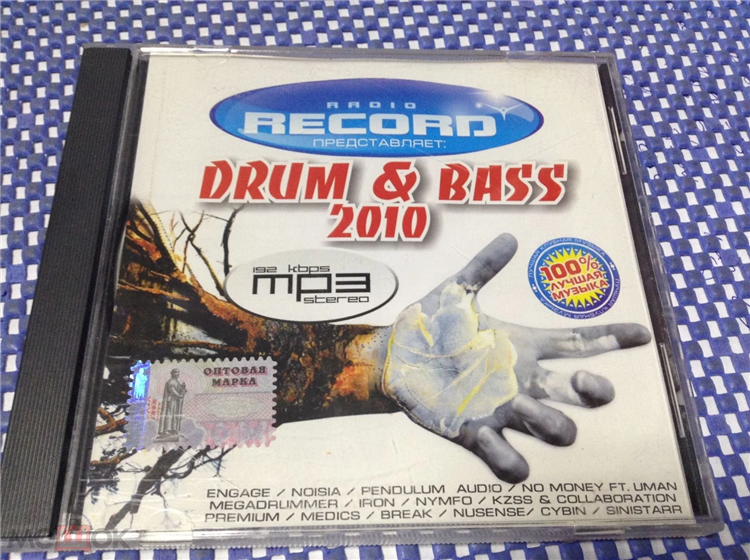 RADIO
RECORD
ПРЕДСТАВЛЯЕТ:
DRUM & BASS
'2010
192 kbps
mp3
stereo
100%
ЛУЧШАЯ
МУЗЫКА
ОПТОВАЯ
МАРКА
ENGAGE / NOISIA / PENDULUM AUDIO / NO MONEY FT. UMAN
MEGADRUMMER / IRON / NYMFO / KZSS & COLLABORATION
PREMIUM / MEDICS / BREAK / NUSENSE/ CYBIN / SINISTARR